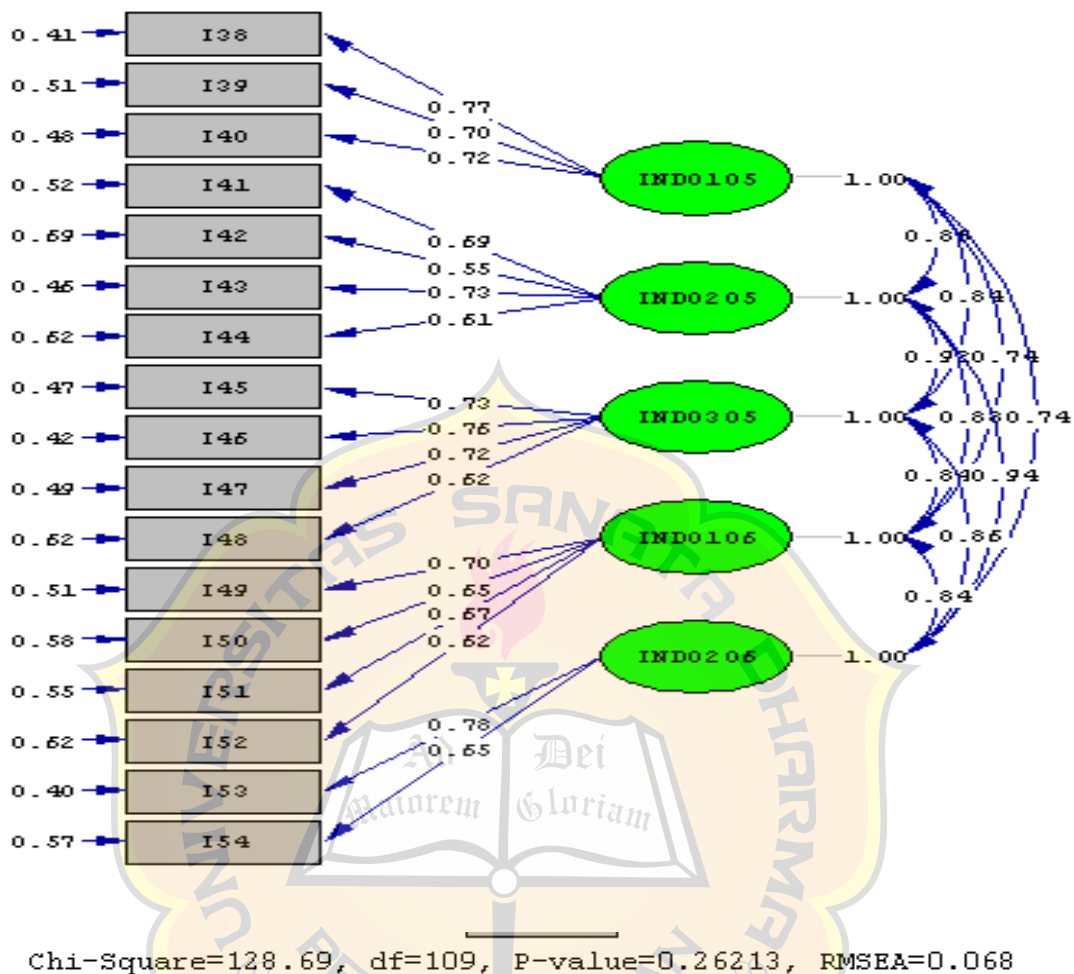 0.41 I38
0.51 I39
0.77
0.70
0.48 I40
0.72
0.52 I41
IND0105 1.00
0.69 I42
0.69
0.55
0.46 I43
0.73
IND0205 1.00 0.84
0.61
0.62 I44
0.92 0.74
0.47 I45
0.73
IND0305 1.00 0.74
0.42 I46
0.76
0.72
0.49 I47
0.62
0.84 0.94
0.62 I48
IND0106 1.00 0.86
0.70
0.51 I49
0.65
0.84
0.67
0.58 I50
0.62
IND0206 1.00
0.55 I51
0.78
0.62 I52
0.65
0.40 I53
0.57 I54
UNIVERSITAS SANATA DHARMA
Ad Dei
Maiorem Gloriam
Chi-Square=128.69, df=109, P-value=0.26213, RMSEA=0.068